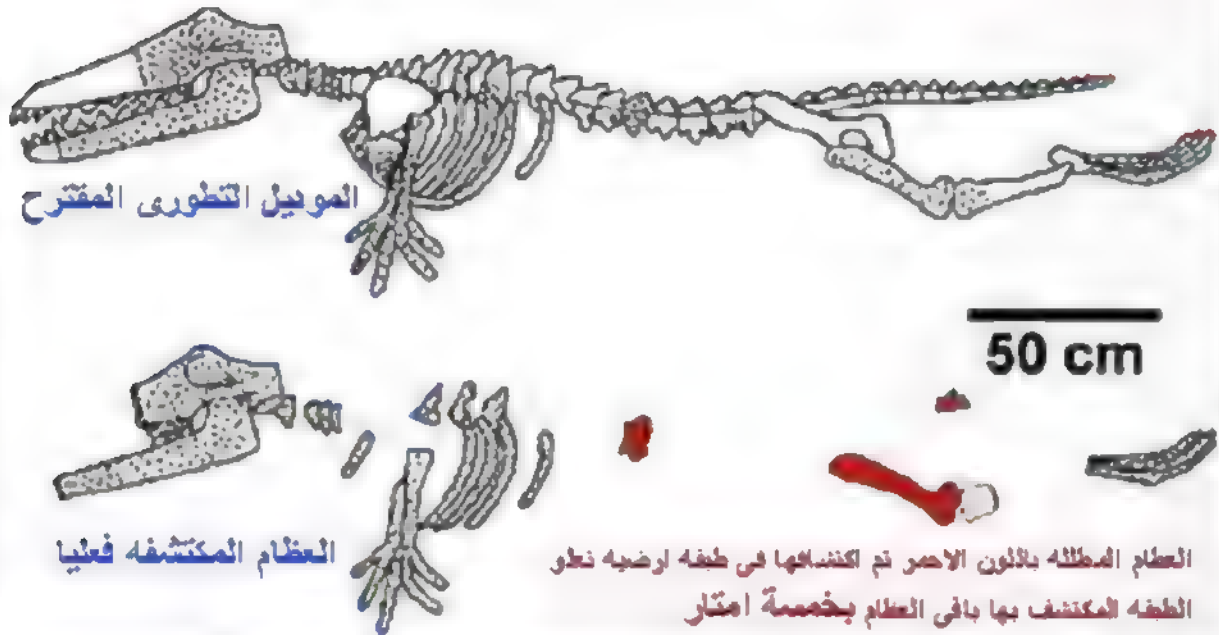 الموديل التطورى المقترح
50 cm
العظام المكتشفه فعليا
العظام المظلله باللون الاحمر تم اكتشافها فى طبقه ارضيه تعلو
الطبقه المكتشف بها باقى العظام بخمسة امتار